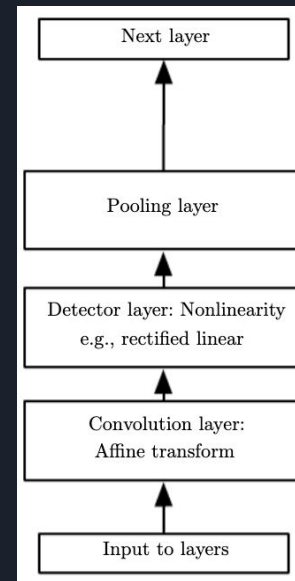 Next layer
Pooling layer
Detector layer: Nonlinearity
e.g., rectified linear
Convolution layer:
Affine transform
Input to layers